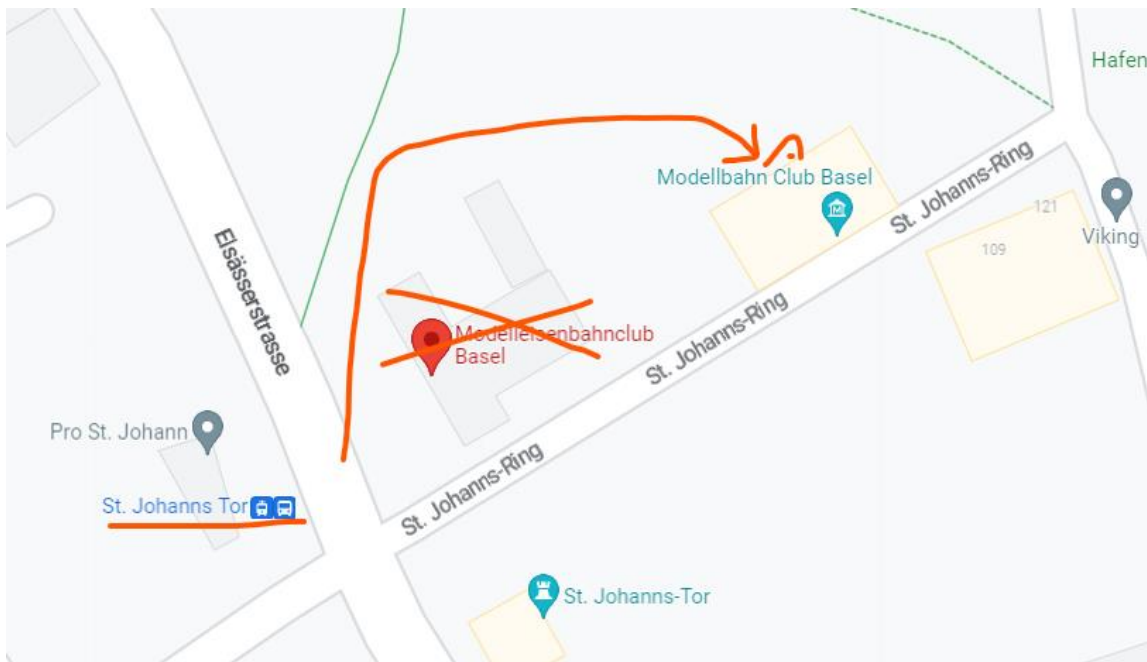 Hafen
Modellbahn Club Basel
St. Johanns-Ring
121
109
Viking
Elsässerstrasse
Modelleisenbahnclub
Basel
St. Johanns-Ring
Pro St. Johann
St. Johanns Tor
St. Johanns-Ring
St. Johanns-Tor